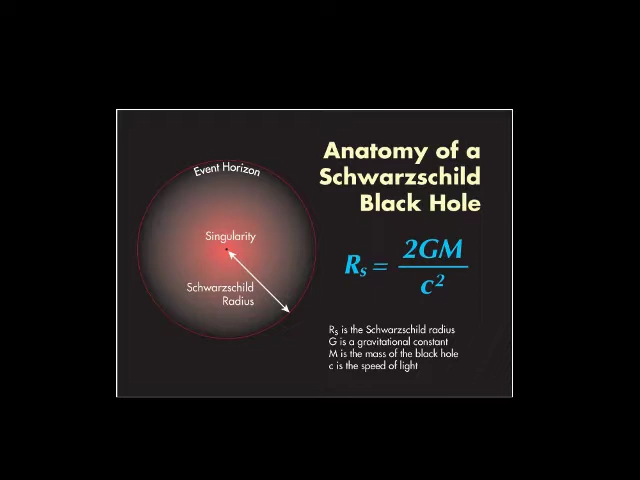 Anatomy of a
Schwarzschild
Black Hole
Event Horizon
Singularity
Schwarzschild
Radius
Rs = 2GM
c²
Rs is the Schwarzschild radius
G is a gravitational constant
M is the mass of the black hole
c is the speed of light